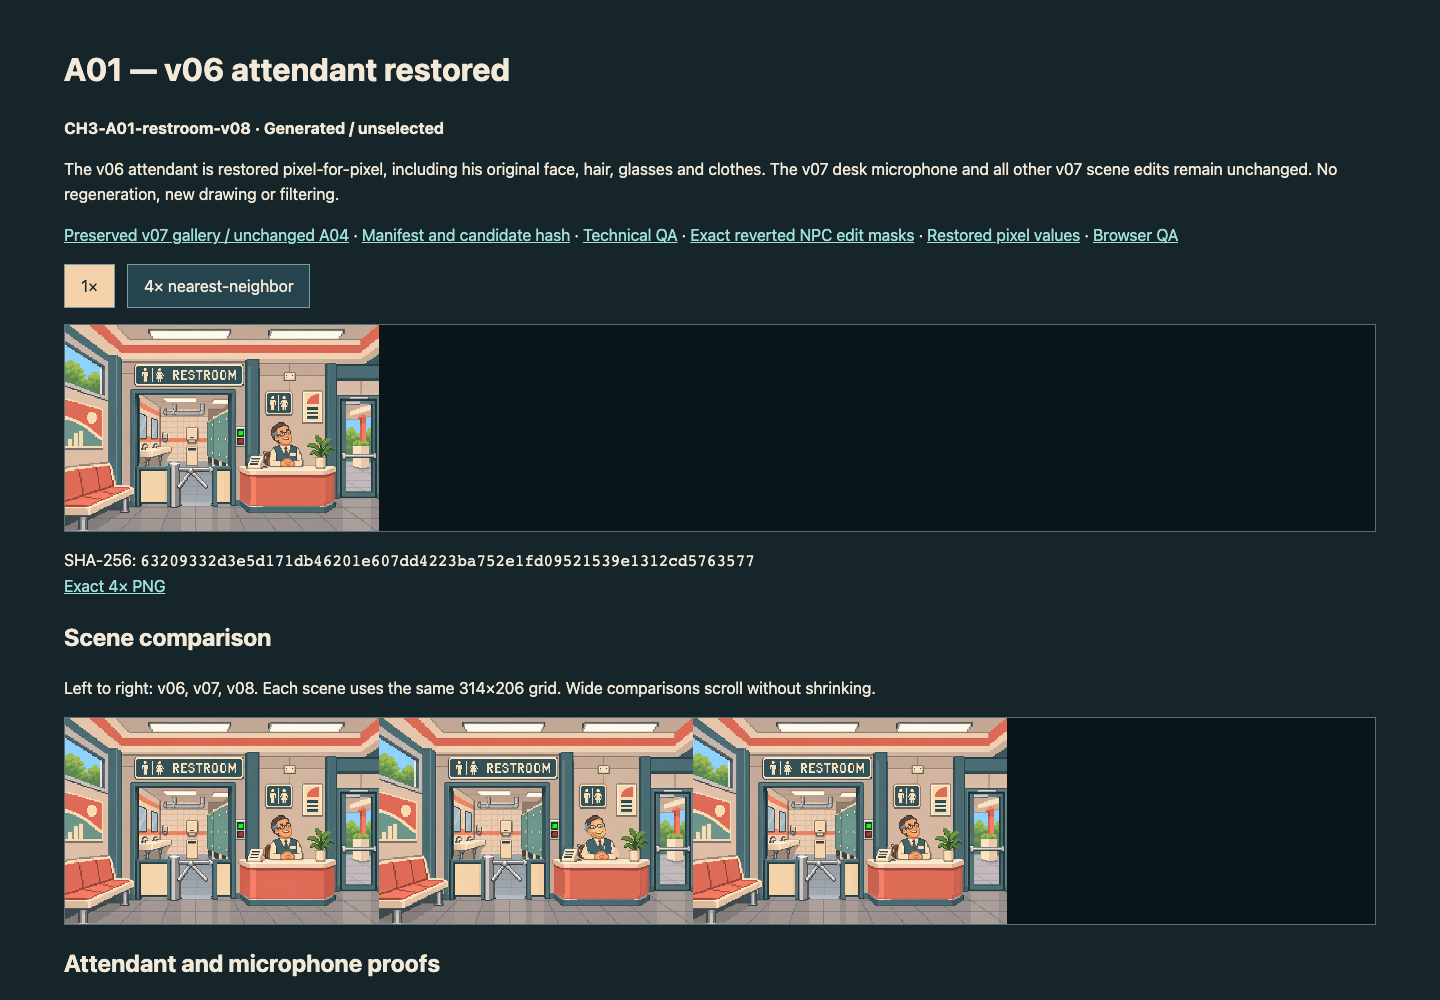 A01 — v06 attendant restored
CH3-A01-restroom-v08 · Generated / unselected
The v06 attendant is restored pixel-for-pixel, including his original face, hair, glasses and clothes. The v07 desk microphone and all other v07 scene edits remain unchanged. No
regeneration, new drawing or filtering.
Preserved v07 gallery / unchanged A04 · Manifest and candidate hash · Technical QA · Exact reverted NPC edit masks · Restored pixel values · Browser QA
1×
4× nearest-neighbor
RESTROOM
SHA-256: 63209332d3e5d171db46201e607dd4223ba752e1fd09521539e1312cd5763577
Exact 4× PNG
Scene comparison
Left to right: v06, v07, v08. Each scene uses the same 314×206 grid. Wide comparisons scroll without shrinking.
RESTROOM
RESTROOM
RESTROOM
Attendant and microphone proofs